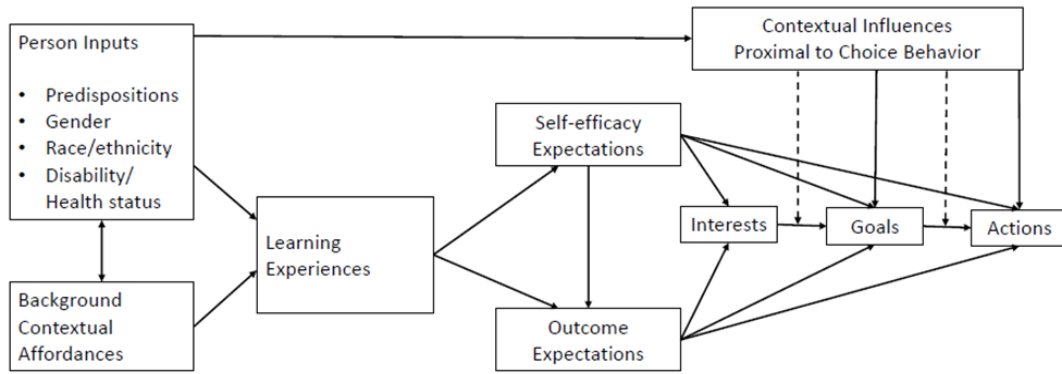 Person Inputs
• Predispositions
• Gender
• Race/ethnicity
• Disability/
Health status
Contextual Influences
Proximal to Choice Behavior
Self-efficacy
Expectations
Learning
Experiences
Interests
Goals
Actions
Background
Contextual
Affordances
Outcome
Expectations